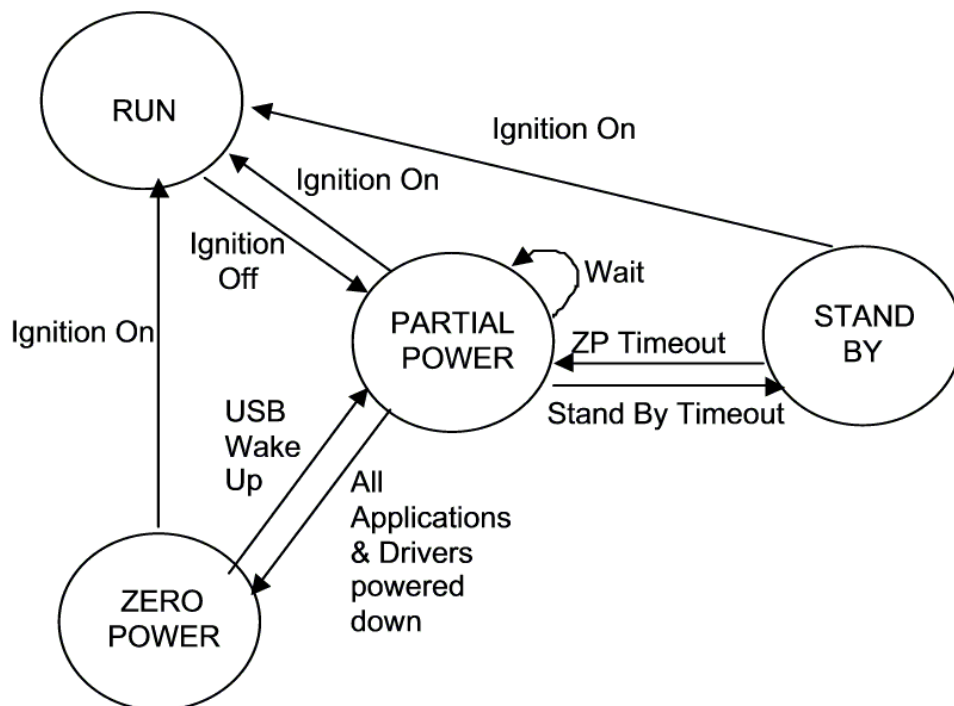 RUN
Ignition On
Ignition On
Ignition
Off
Wait
Ignition On
PARTIAL
POWER
STAND
BY
ZP Timeout
Stand By Timeout
USB
Wake
Up
All
Applications
& Drivers
powered
down
ZERO
POWER